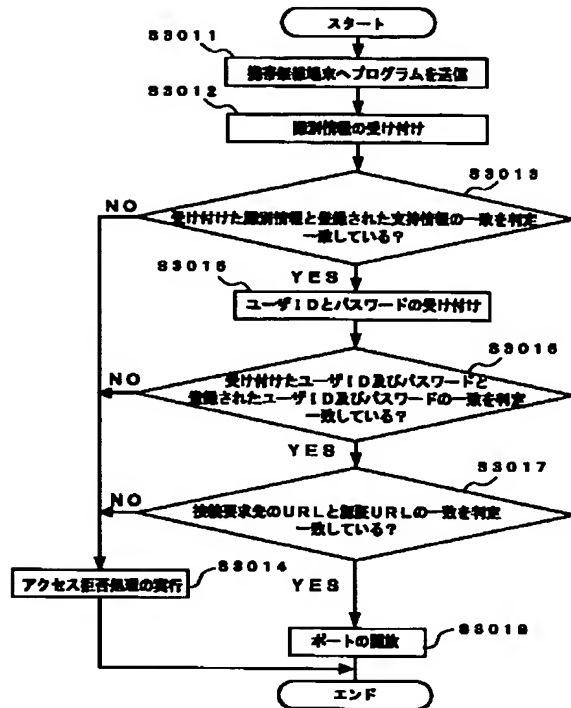 スタート
S3011
携帯無線端末へプログラムを送信
S3012
識別情報の受け付け
S3013
NO
受け付けた識別情報と登録された支持情報の一致を判定
一致している?
YES
S3015
ユーザIDとパスワードの受け付け
S3016
NO
受け付けたユーザID及びパスワードと
登録されたユーザID及びパスワードの一致を判定
一致している?
YES
S3017
NO
接続要求先のURLと認証URLの一致を判定
一致している?
YES
S3014
アクセス拒否処理の実行
S3019
ポートの開放
エンド